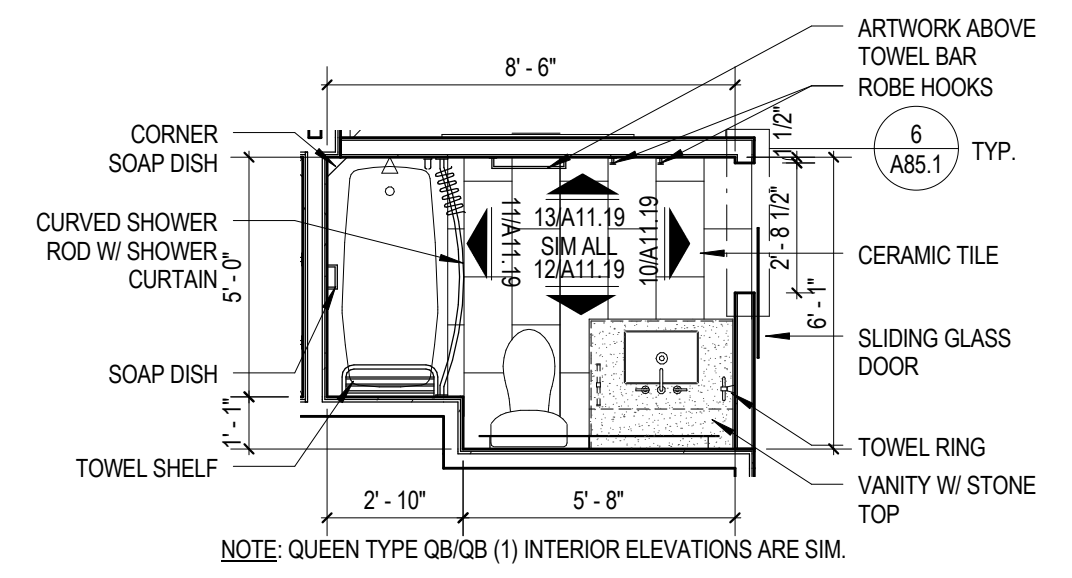 ARTWORK ABOVE
TOWEL BAR
8' - 6"
ROBE HOOKS
1 1/2"
6
A85.1
TYP.
CORNER
SOAP DISH
CURVED SHOWER
ROD W/ SHOWER
CURTAIN
5' - 0"
11/A11.19
13/A11.19
SIM ALL
12/A11.19
10/A11.19
2' - 8 1/2"
6' - 1"
CERAMIC TILE
SLIDING GLASS
DOOR
SOAP DISH
1' - 1"
TOWEL SHELF
TOWEL RING
VANITY W/ STONE
TOP
2' - 10"
5' - 8"
NOTE: QUEEN TYPE QB/QB (1) INTERIOR ELEVATIONS ARE SIM.